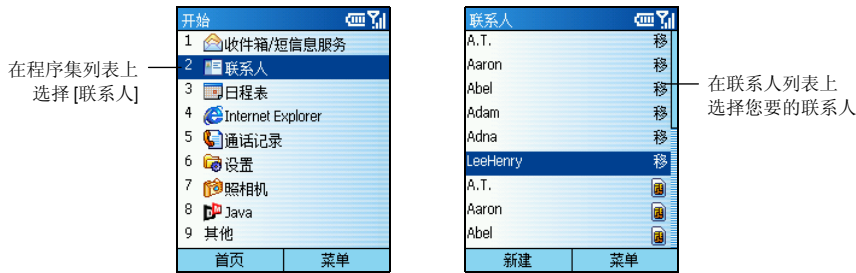 在程序集列表上
选择 [联系人]
开始
1 收件箱/短信息服务
2 联系人
3 日程表
4 Internet Explorer
5 通话记录
6 设置
7 照相机
8 Java
9 其他
首页 菜单
联系人
A.T. 移
Aaron 移
Abel 移
Adam 移
Adna 移
LeeHenry 移
A.T.
Aaron
Abel
新建 菜单
在联系人列表上
选择您要的联系人